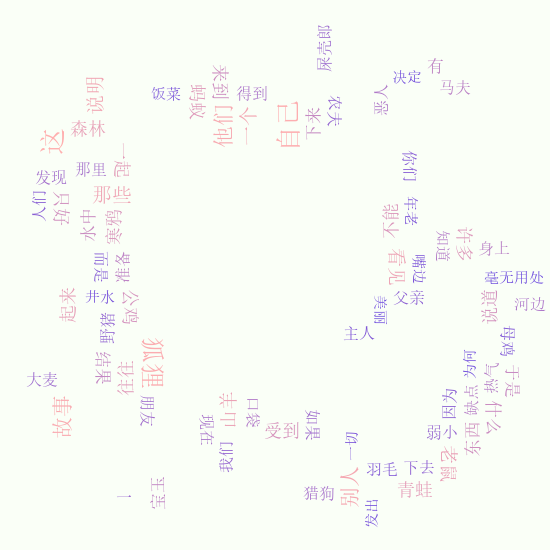 屎壳郎
有
决定
马夫
恶人
来到
饭菜
蚂蚁
得到
他们
一个
自己
下来
农夫
说明
森林
这
一起
那里
发现
那些
人们
只好
水中
寒鸦
你们
年老
不能
许多
知道
身上
看见
嘴边
毫无用处
而是
准备
井水
公鸡
起来
野猪
美丽
父亲
说道
河边
主人
母鸡
狐狸
结果
往往
大麦
朋友
故事
为何
气愤
于是
因为
缺点
什么
东西
弱小
山羊
口袋
现在
我们
受到
如果
一切
老鼠
羽毛
下去
青蛙
别人
猎狗
发出
宝玉